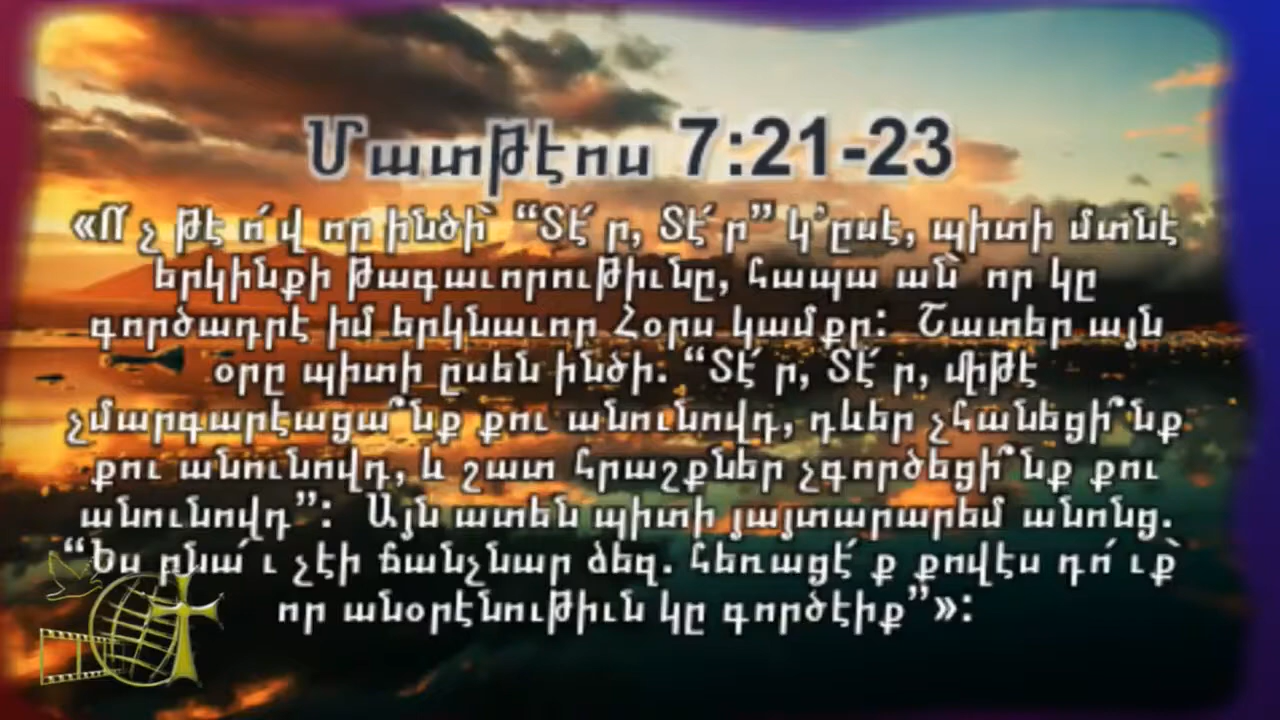 Մատթէոս 7:21-23
«Ո՛չ թէ ո՛վ որ ինծի՝ “Տէ՛ր, Տէ՛ր” կ՚ըսէ, պիտի մտնէ
երկինքի թագաւորութիւնը, հապա ան՝ որ կը
գործադրէ իմ երկնաւոր Հօրս կամքը: Շատեր այն
օրը պիտի ըսեն ինծի. “Տէ՛ր, Տէ՛ր, միթէ
չմարգարէացա՞նք քու անունովդ, դևեր չհանեցի՞նք
քու անունովդ, և շատ հրաշքներ չգործեցի՞նք քու
անունովդ”: Այն ատեն պիտի յայտարարեմ անոնց.
“Ես բնա՛ւ չէի ճանչնար ձեզ. հեռացէ՛ք քովէս դո՛ւք՝
որ անօրէնութիւն կը գործէիք”»: